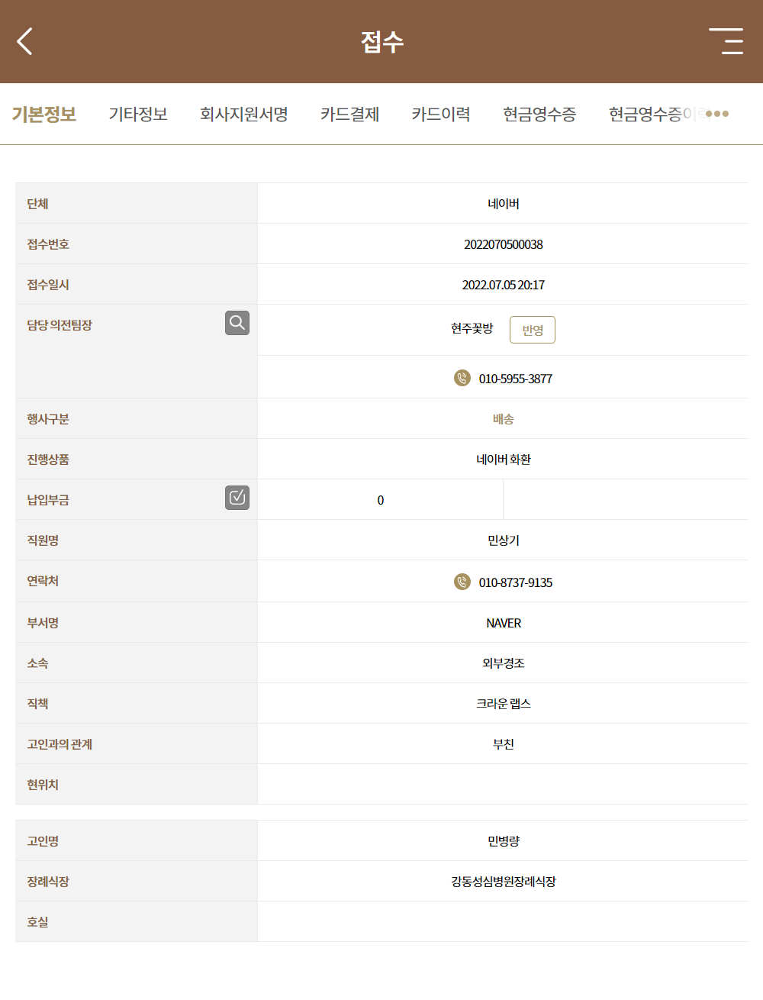 접수
기본정보 기타정보 회사지원서명 카드결제 카드이력 현금영수증 현금영수증이력
단체 네이버
접수번호 2022070500038
접수일시 2022.07.05 20:17
담당 의전팀장 현주꽃방 반영
010-5955-3877
행사구분 배송
진행상품 네이버 화환
납입부금 0
직원명 민상기
연락처 010-8737-9135
부서명 NAVER
소속 외부경조
직책 크라운 랩스
고인과의 관계 부친
현위치
고인명 민병량
장례식장 강동성심병원장례식장
호실